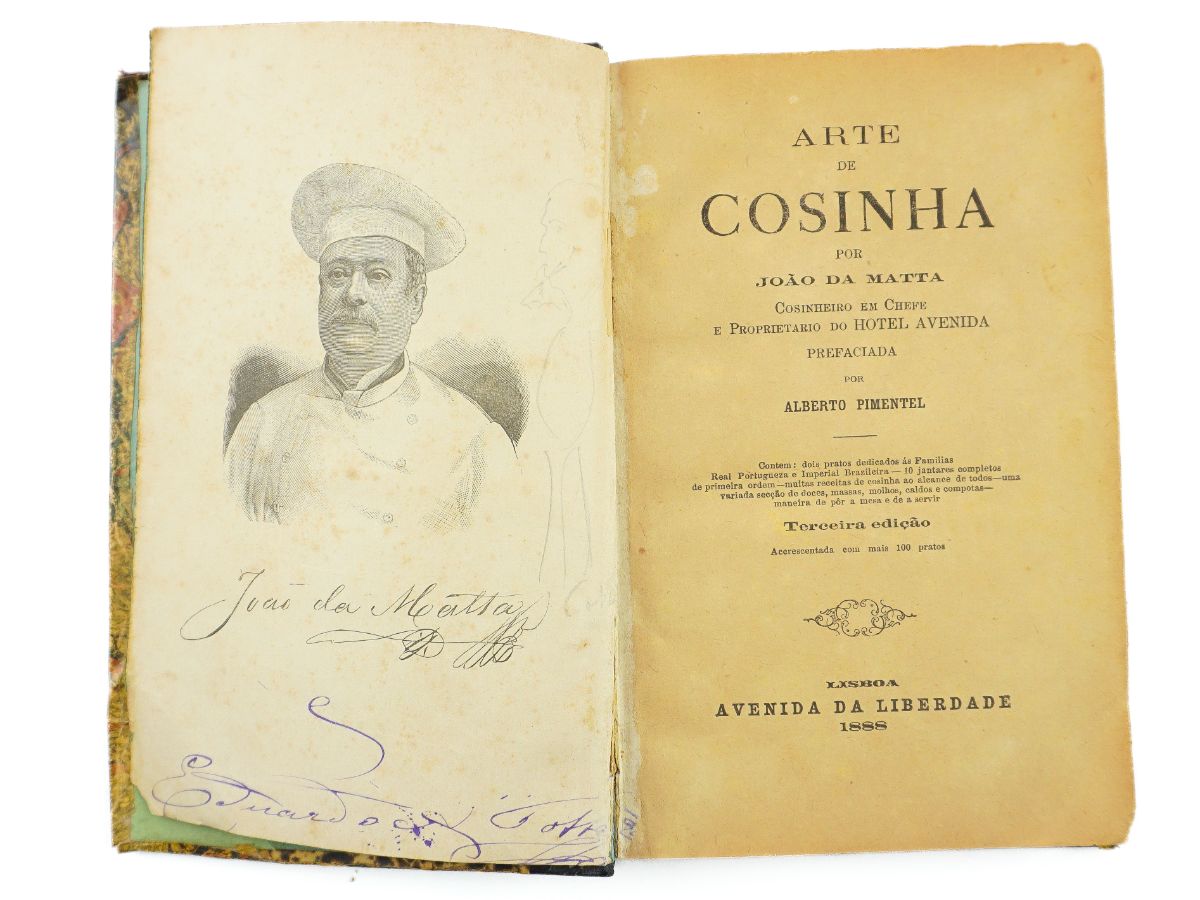 João da Matta
Eduardo
ARTE
DE
COSINHA
POR
JOÃO DA MATTA
COSINHEIRO EM CHEFE
E PROPRIETARIO DO HOTEL AVENIDA
PREFACIADA
POR
ALBERTO PIMENTEL
Contem: dois pratos dedicados ás Familias
Real Portugueza e Imperial Brazileira — 10 jantares completos
de primeira ordem—muitas receitas de cosinha ao alcance de todos—uma
variada secção de doces, massas, molhos, caldos e compotas—
maneira de pôr a mesa e de a servir
Terceira edição
Accrescentada com mais 100 pratos
LISBOA
AVENIDA DA LIBERDADE
1888